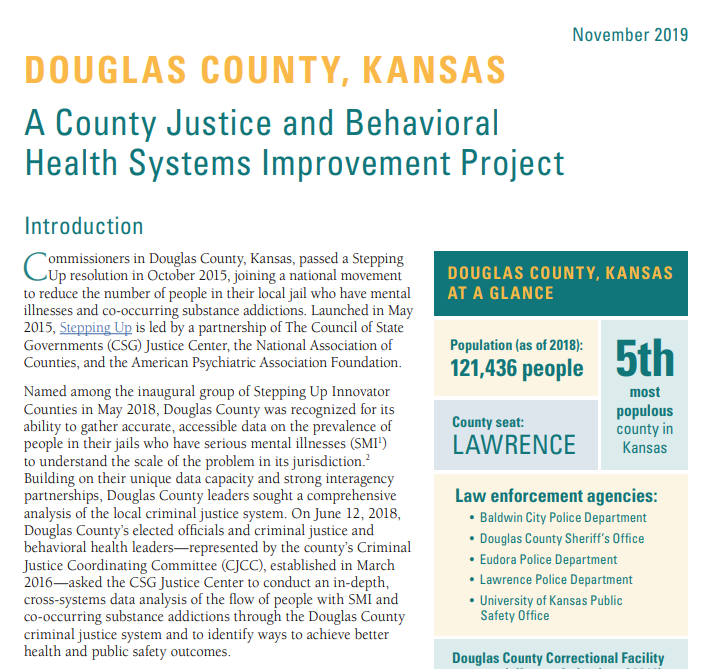 November 2019
DOUGLAS COUNTY, KANSAS
A County Justice and Behavioral
Health Systems Improvement Project
Introduction
Commissioners in Douglas County, Kansas, passed a Stepping
Up resolution in October 2015, joining a national movement
to reduce the number of people in their local jail who have mental
illnesses and co-occurring substance addictions. Launched in May
2015, Stepping Up is led by a partnership of The Council of State
Governments (CSG) Justice Center, the National Association of
Counties, and the American Psychiatric Association Foundation.
Named among the inaugural group of Stepping Up Innovator
Counties in May 2018, Douglas County was recognized for its
ability to gather accurate, accessible data on the prevalence of
people in their jails who have serious mental illnesses (SMI¹)
to understand the scale of the problem in its jurisdiction.²
Building on their unique data capacity and strong interagency
partnerships, Douglas County leaders sought a comprehensive
analysis of the local criminal justice system. On June 12, 2018,
Douglas County's elected officials and criminal justice and
behavioral health leaders—represented by the county's Criminal
Justice Coordinating Committee (CJCC), established in March
2016—asked the CSG Justice Center to conduct an in-depth,
cross-systems data analysis of the flow of people with SMI and
co-occurring substance addictions through the Douglas County
criminal justice system and to identify ways to achieve better
health and public safety outcomes.
DOUGLAS COUNTY, KANSAS
AT A GLANCE
Population (as of 2018):
121,436 people
County seat:
LAWRENCE
5th
most
populous
county in
Kansas
Law enforcement agencies:
• Baldwin City Police Department
• Douglas County Sheriff's Office
• Eudora Police Department
• Lawrence Police Department
• University of Kansas Public
Safety Office
Douglas County Correctional Facility